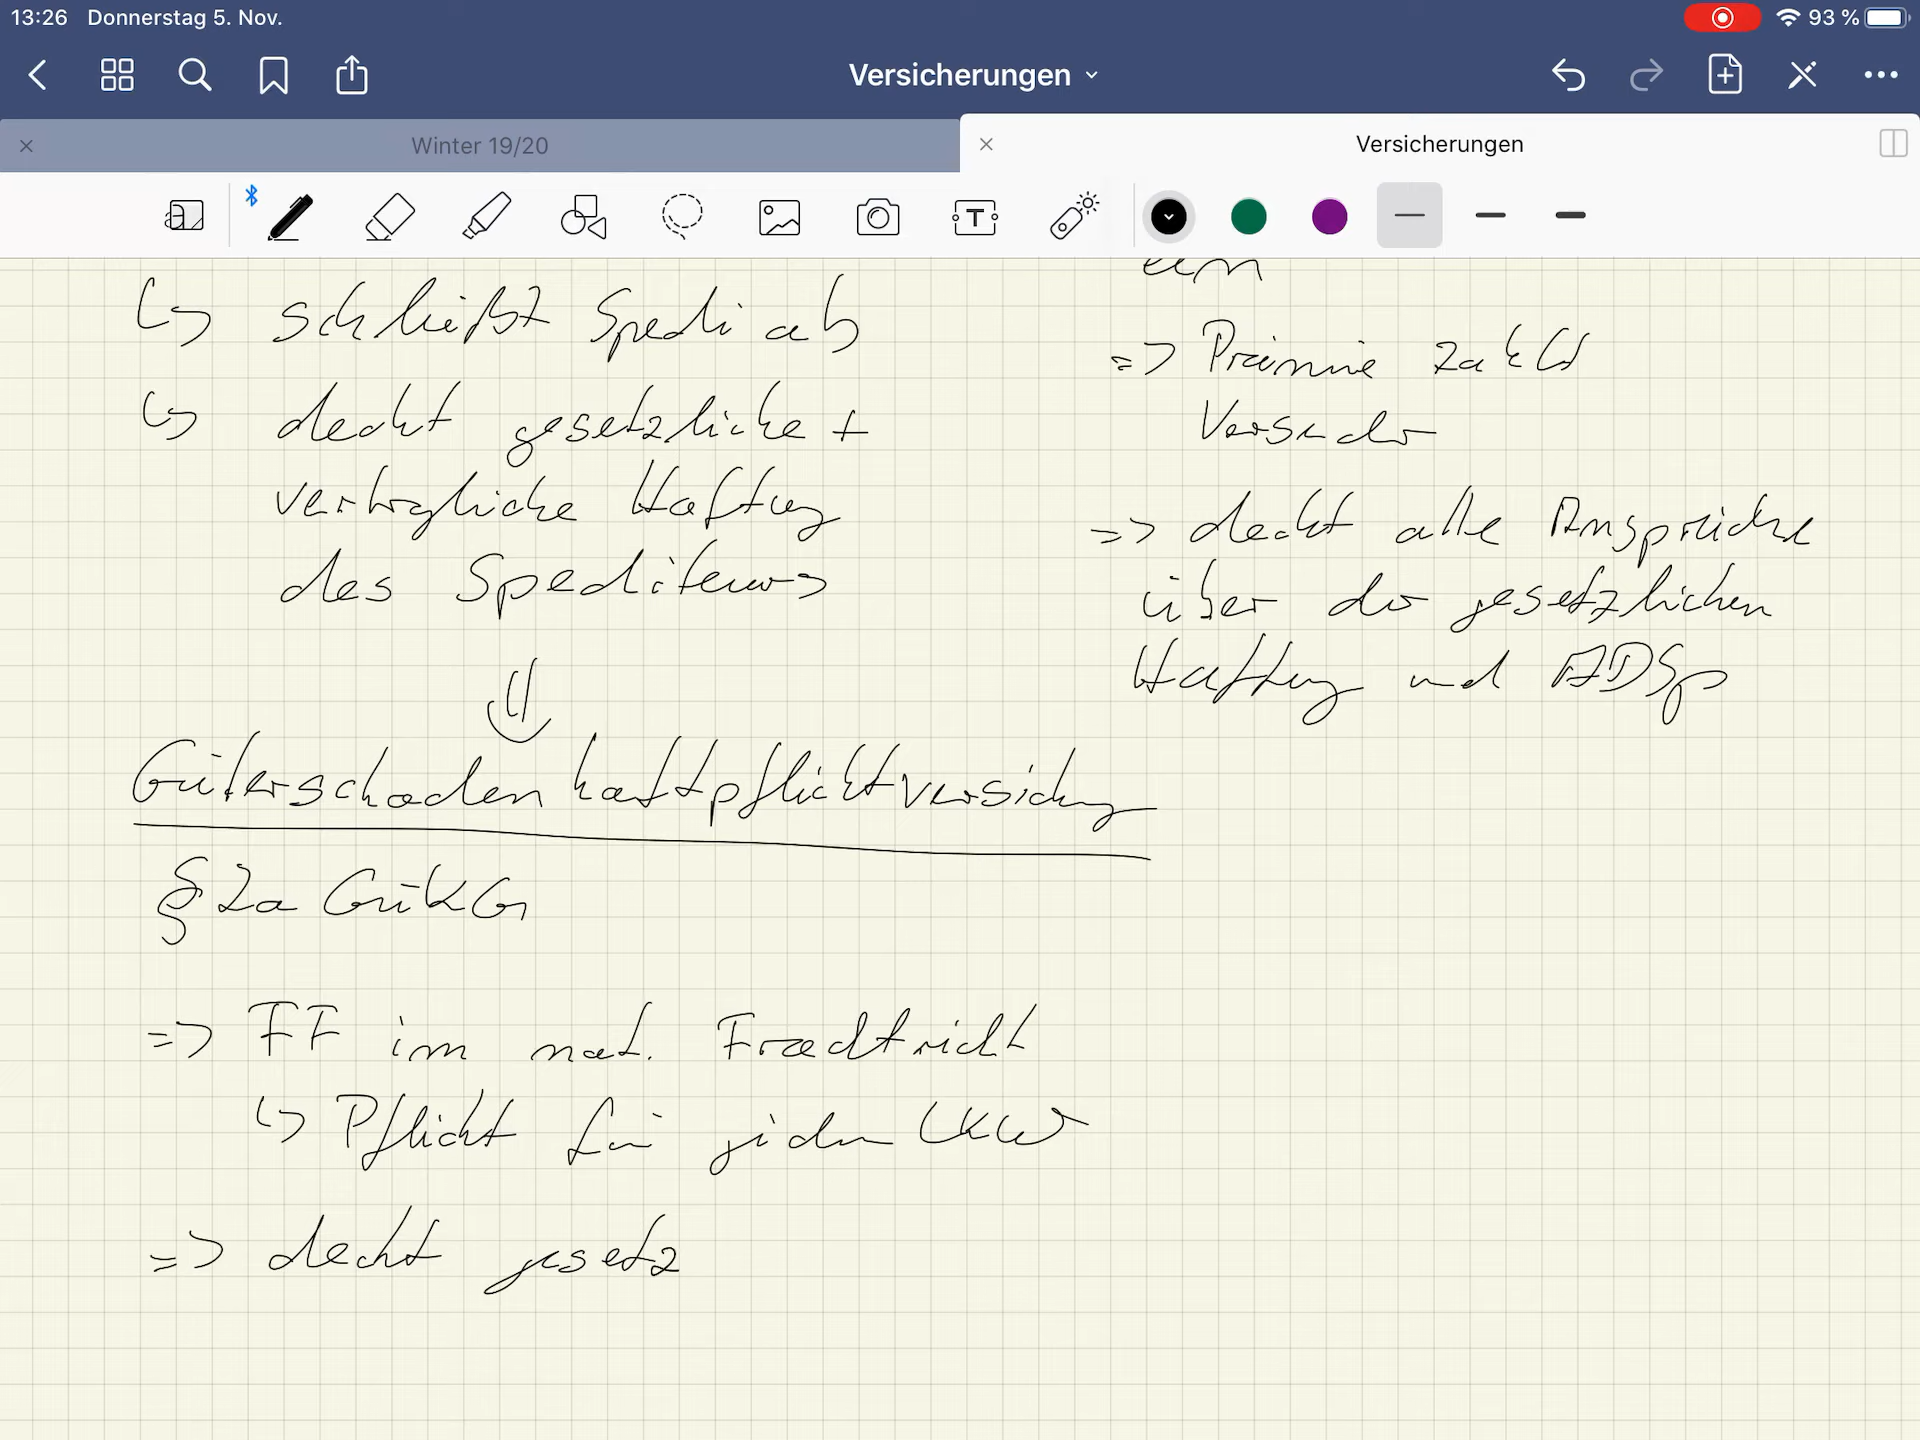 13:26 Donnerstag 5. Nov.
93 %
Versicherungen
Winter 19/20
Versicherungen
T
↳ schließt Spedi ab
↳ deckt gesetzliche +
vertragliche Haftung
des Spediteurs
⇓
Güterschadenhaftpflichtversicherung
§ 2a GüKG
=> FF im nat. Frachtrecht
↳ Pflicht für jeden LKW
=> deckt gesetz
=> Prämie zahlt
Versender
=> deckt alle Ansprüche
über der gesetzlichen
Haftung und ADSp